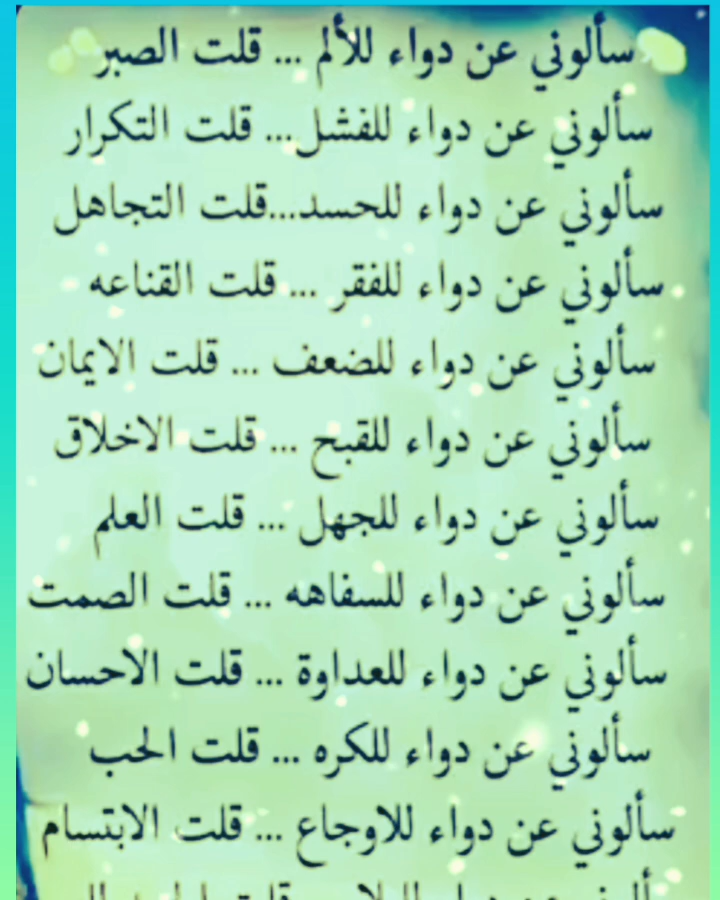 سألوني عن دواء للألم ... قلت الصبر
سألوني عن دواء للفشل... قلت التكرار
سألوني عن دواء للحسد...قلت التجاهل
سألوني عن دواء للفقر ... قلت القناعه
سألوني عن دواء للضعف ... قلت الايمان
سألوني عن دواء للقبح ... قلت الاخلاق
سألوني عن دواء للجهل ... قلت العلم
سألوني عن دواء للسفاهه ... قلت الصمت
سألوني عن دواء للعداوة ... قلت الاحسان
سألوني عن دواء للكره ... قلت الحب
سألوني عن دواء للاوجاع ... قلت الابتسام